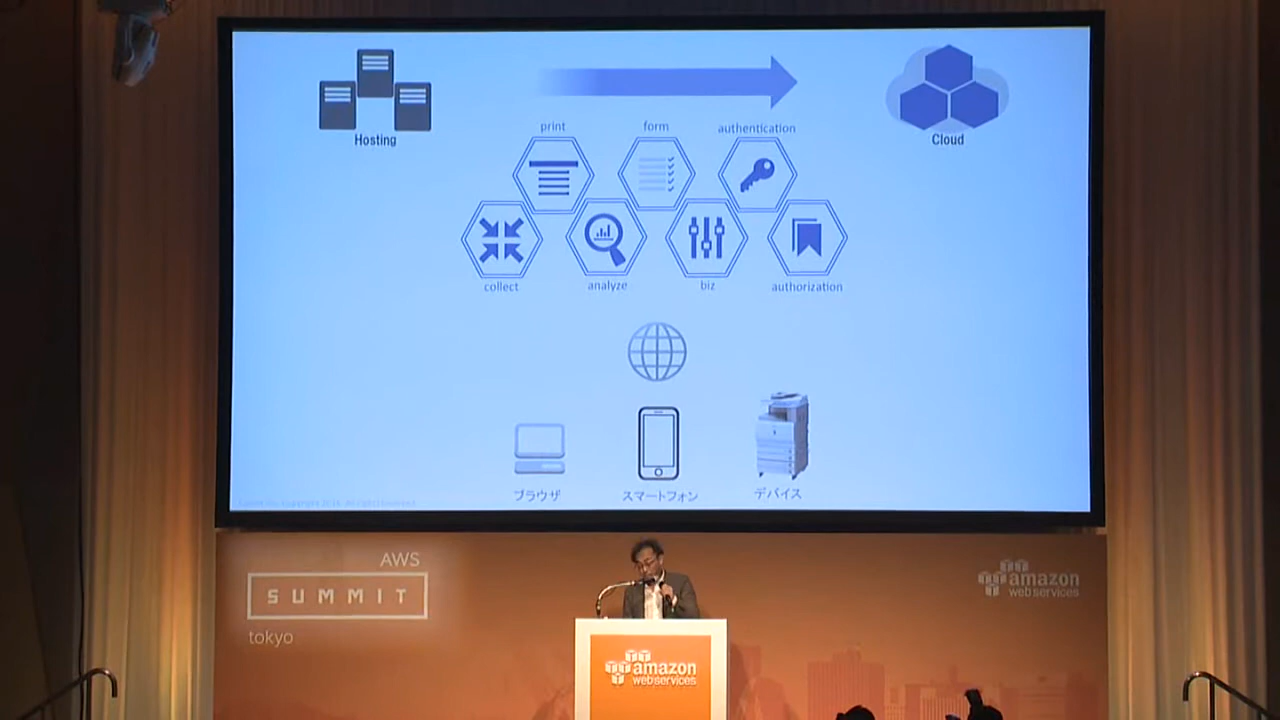 Hosting
Cloud
print
form
authentication
collect
analyze
biz
authorization
ブラウザ
スマートフォン
デバイス
AWS
SUMMIT
tokyo
amazon
web services
amazon
web services